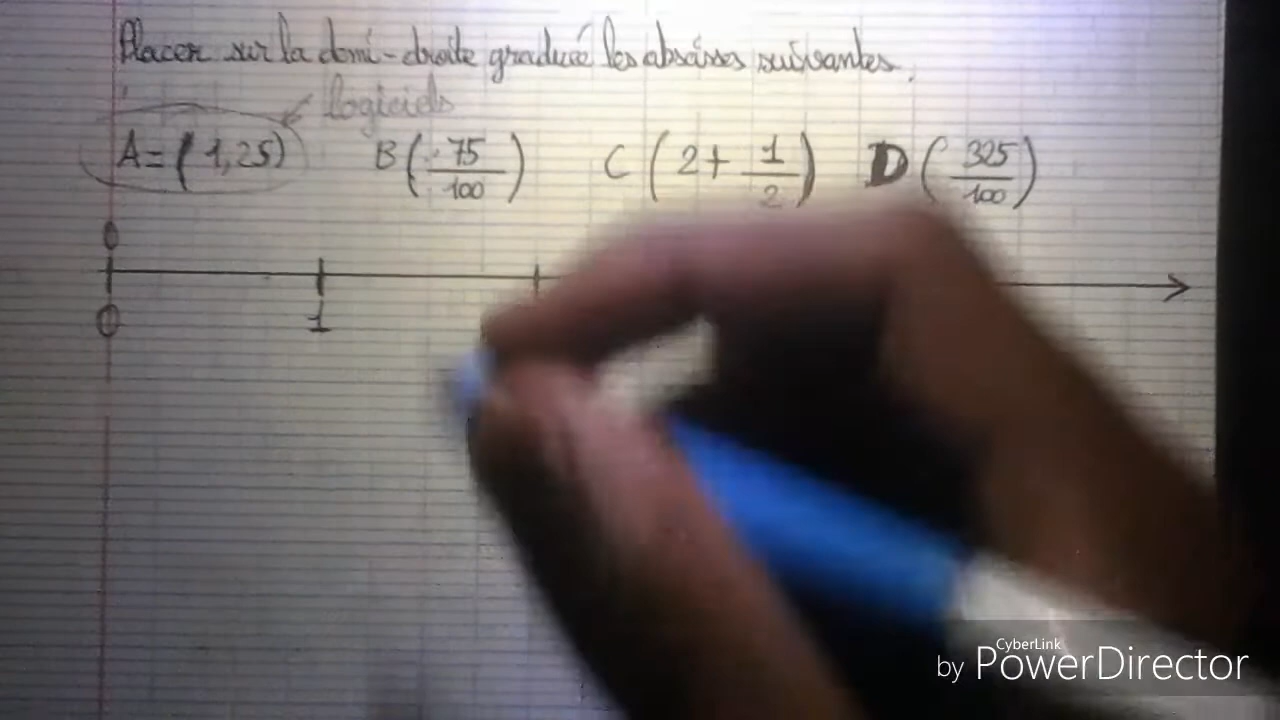 Placer sur la demi-droite graduée les absisses suivantes.
logiciels
A=(1,25) B(75/100) C(2+1/2) D(325/100)
0
0 1
CyberLink
by PowerDirector